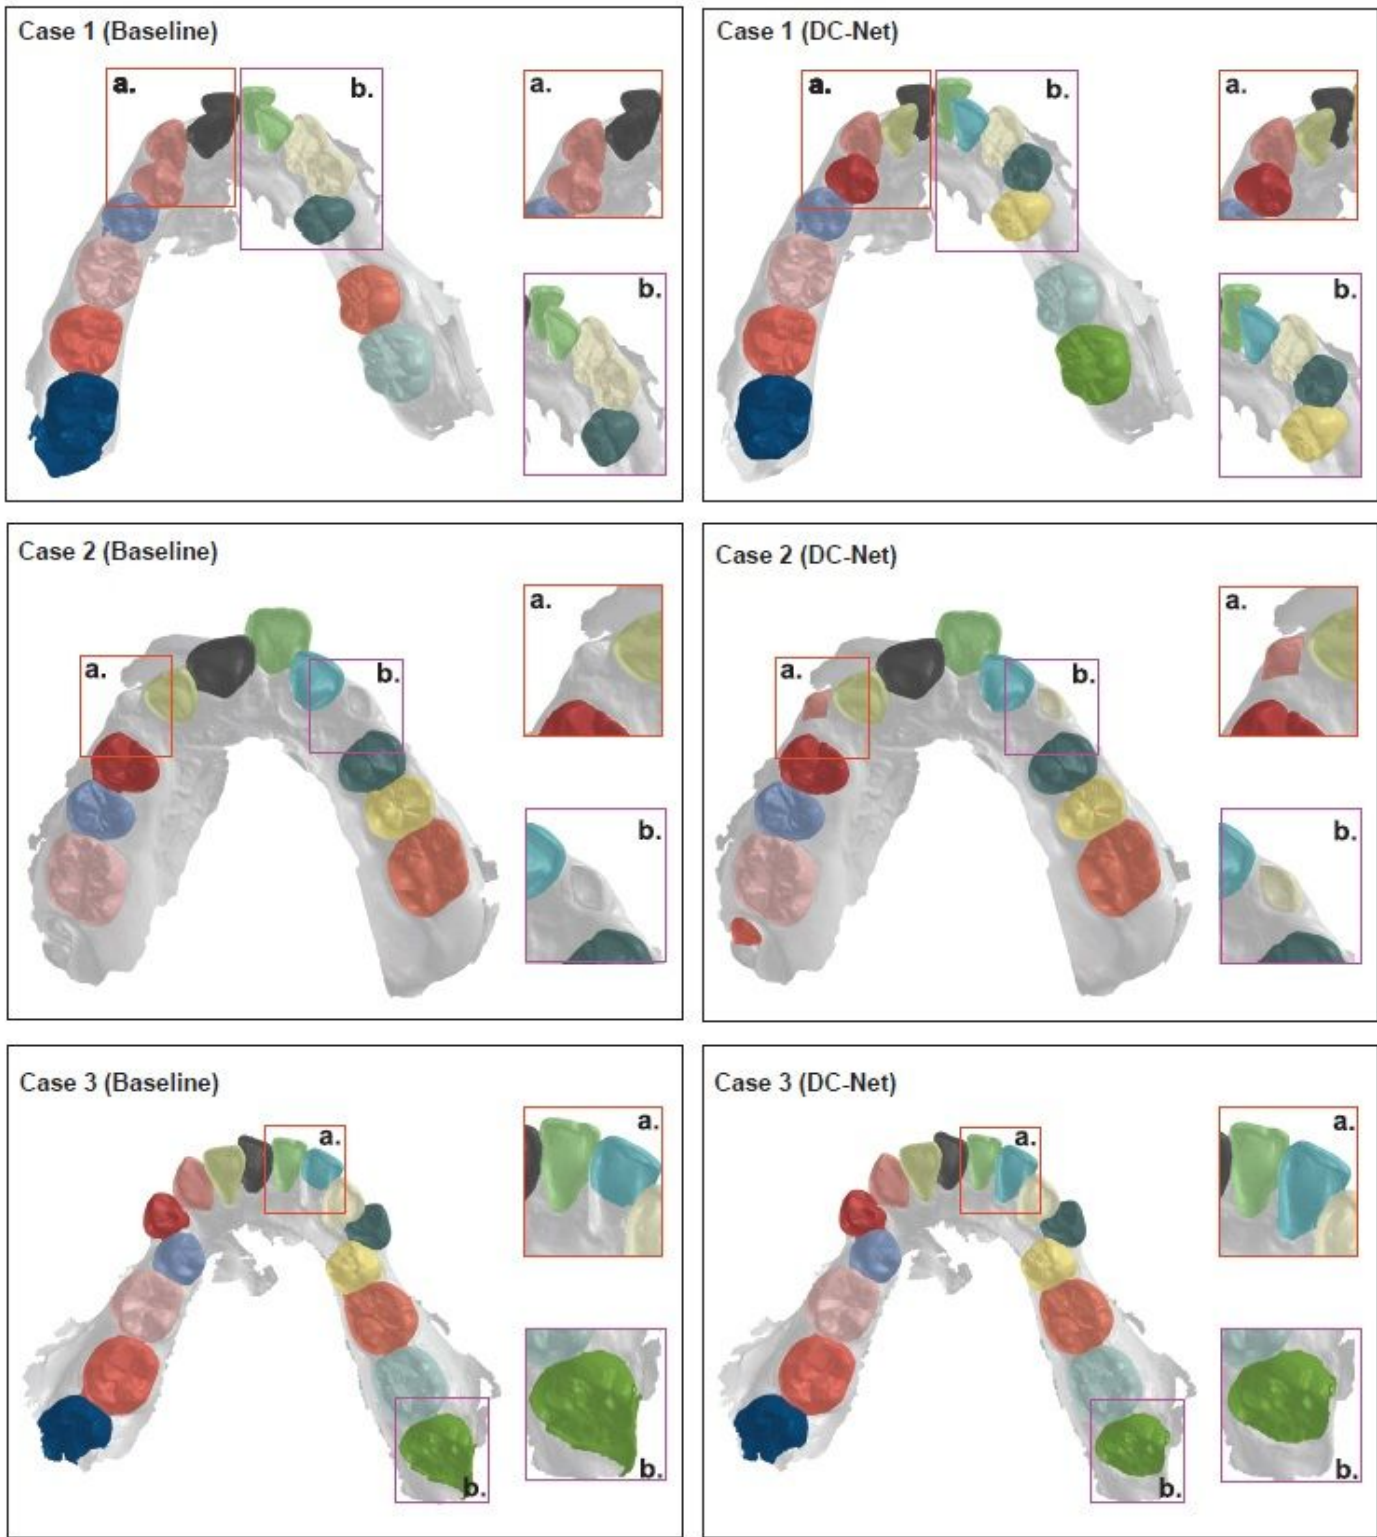 Case 1 (Baseline)
a.
b.
a.
b.
Case 1 (DC-Net)
a.
b.
a.
b.
Case 2 (Baseline)
a.
b.
a.
b.
Case 2 (DC-Net)
a.
b.
a.
b.
Case 3 (Baseline)
a.
a.
b.
b.
Case 3 (DC-Net)
a.
a.
b.
b.